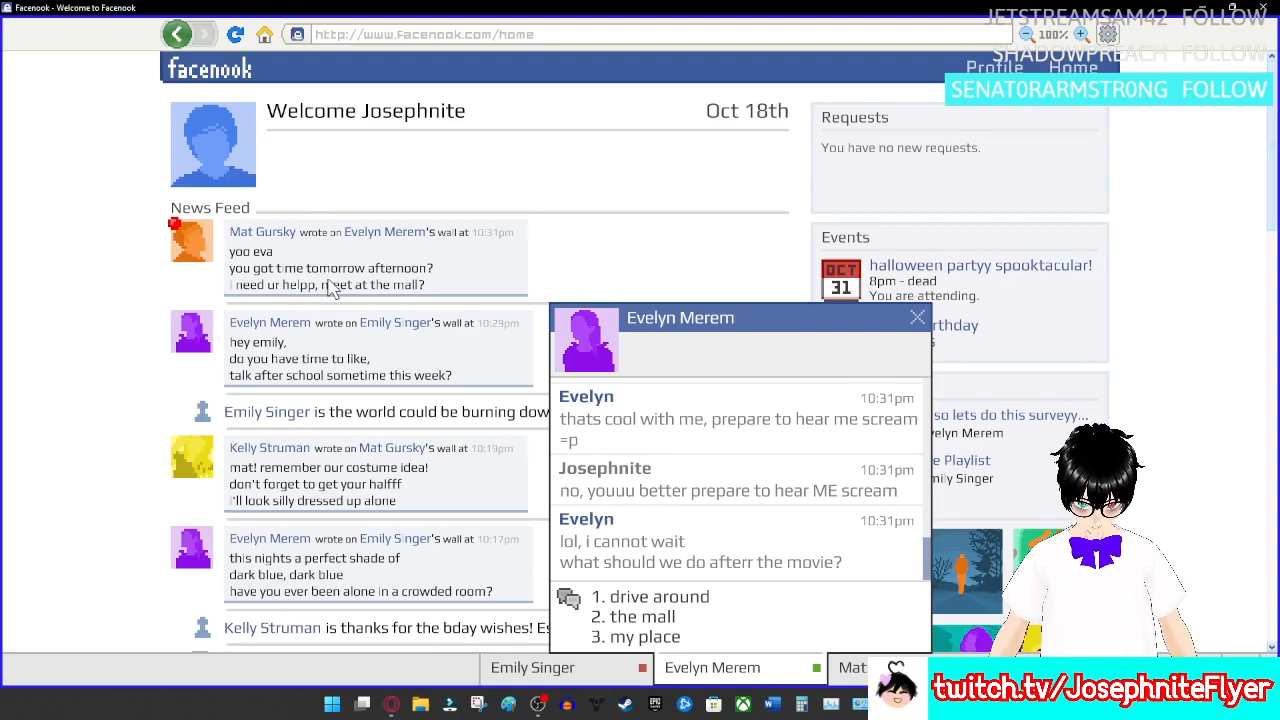 Facenook - Welcome to Facenook
JETSTREAMSAM42 FOLLOW
http://www.facenook.com/home
100%
SHADOWPREACH FOLLOW
facenook
Profile
Home
SENAT0RARMSTR0NG FOLLOW
Welcome Josephnite
Oct 18th
News Feed
Mat Gursky wrote on Evelyn Merem's wall at 10:31pm
yoo eva
you got time tomorrow afternoon?
i need ur helpp, meet at the mall?
Evelyn Merem wrote on Emily Singer's wall at 10:29pm
hey emily,
do you have time to like,
talk after school sometime this week?
Emily Singer is the world could be burning dow
Kelly Struman wrote on Mat Gursky's wall at 10:19pm
mat! remember our costume idea!
don't forget to get your halfff
i'll look silly dressed up alone
Evelyn Merem wrote on Emily Singer's wall at 10:17pm
this nights a perfect shade of
dark blue, dark blue
have you ever been alone in a crowded room?
Kelly Struman is thanks for the bday wishes! Es
Requests
You have no new requests.
Events
OCT
31
halloween partyy spooktacular!
8pm - dead
You are attending.
rthday
so lets do this surveyy...
velyn Merem
e Playlist
mily Singer
Evelyn Merem
Evelyn
10:31pm
thats cool with me, prepare to hear me scream
=p
Josephnite
10:31pm
no, youuu better prepare to hear ME scream
Evelyn
10:31pm
lol, i cannot wait
what should we do afterr the movie?
1. drive around
2. the mall
3. my place
Emily Singer
Evelyn Merem
Mat
twitch.tv/JosephniteFlyer